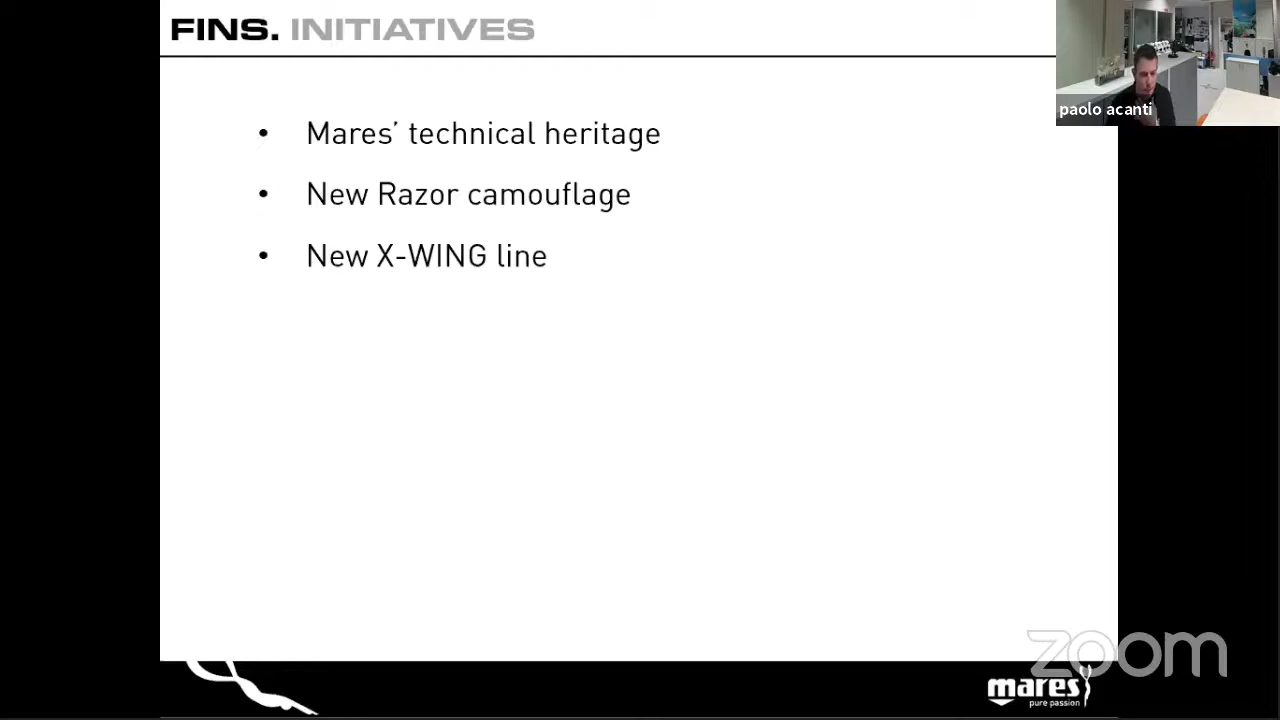 FINS. INITIATIVES
paolo acanti
• Mares’ technical heritage
• New Razor camouflage
• New X-WING line
zoom
mares
pure passion